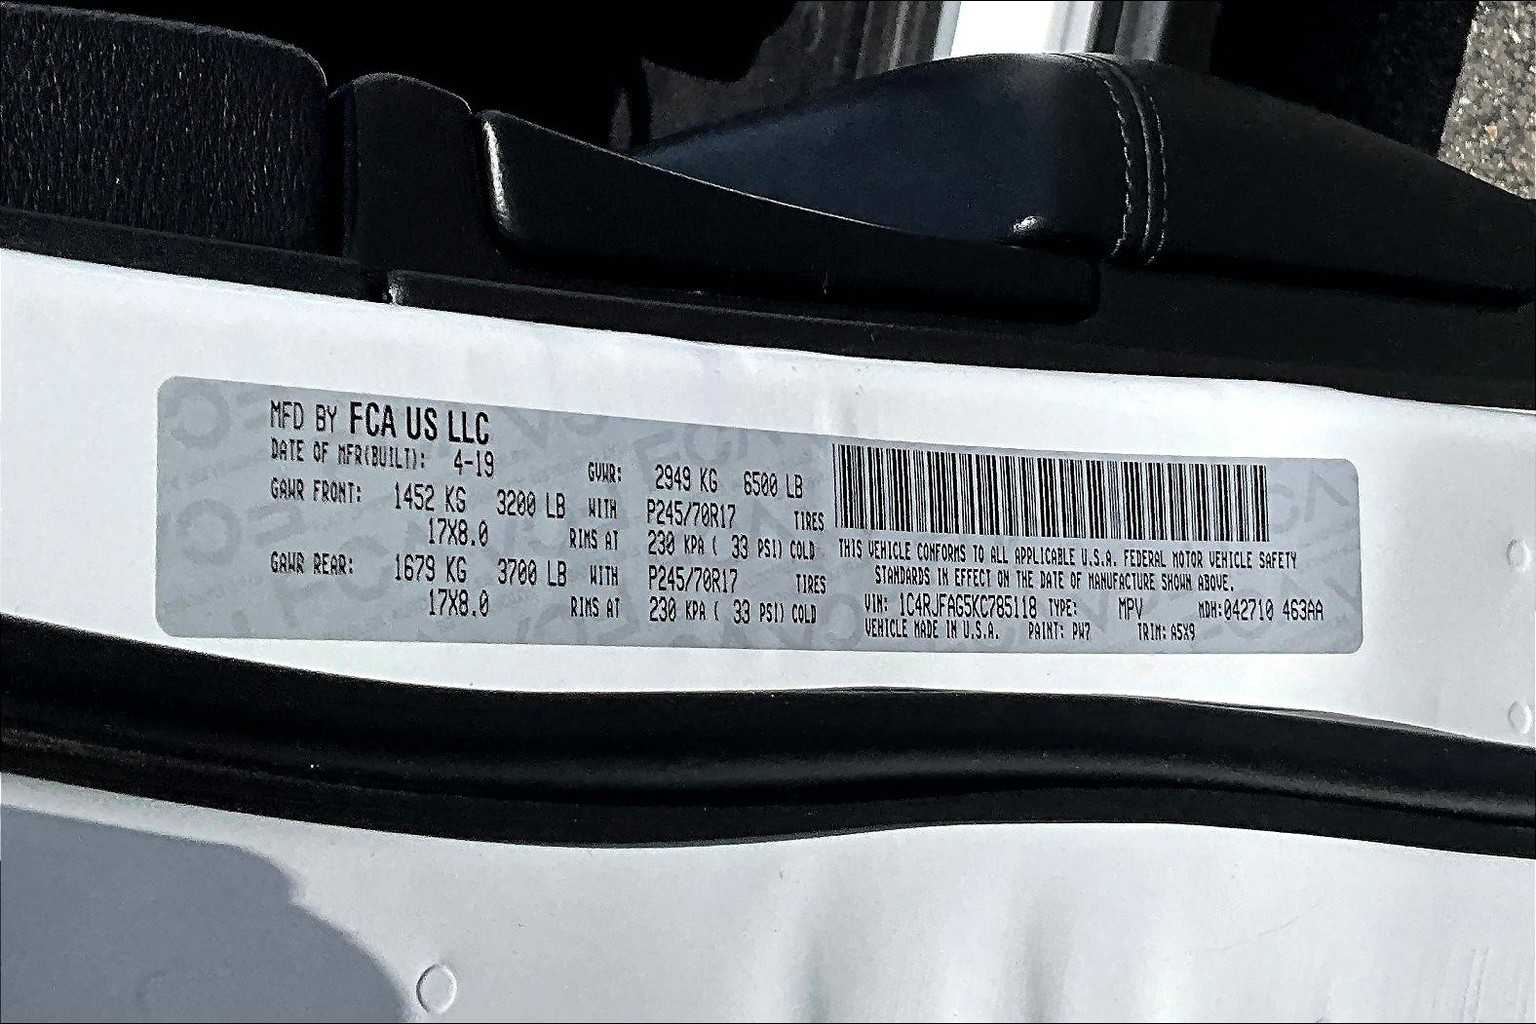 MFD BY FCA US LLC
DATE OF MFR(BUILT): 4-19 GVWR: 2949 KG 6500 LB
GAWR FRONT: 1452 KG 3200 LB WITH P245/70R17 TIRES
17X8.0 RIMS AT 230 KPA ( 33 PSI) COLD
GAWR REAR: 1679 KG 3700 LB WITH P245/70R17 TIRES
17X8.0 RIMS AT 230 KPA ( 33 PSI) COLD
THIS VEHICLE CONFORMS TO ALL APPLICABLE U.S.A. FEDERAL MOTOR VEHICLE SAFETY
STANDARDS IN EFFECT ON THE DATE OF MANUFACTURE SHOWN ABOVE.
VIN: 1C4RJFAG5KC785118 TYPE: MPV MDH:042710 463AA
VEHICLE MADE IN U.S.A. PAINT: PW7 TRIM: A5X9